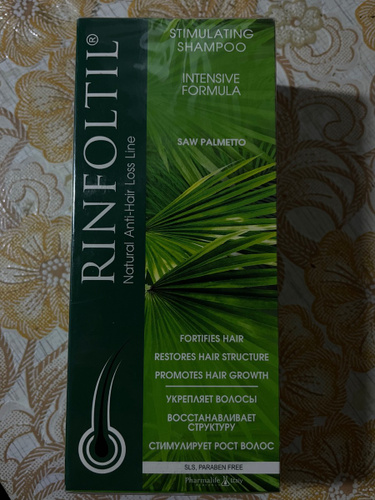 RINFOLTIL®
Natural Anti-Hair Loss Line
STIMULATING
SHAMPOO
INTENSIVE
FORMULA
SAW PALMETTO
FORTIFIES HAIR
RESTORES HAIR STRUCTURE
PROMOTES HAIR GROWTH
УКРЕПЛЯЕТ ВОЛОСЫ
ВОССТАНАВЛИВАЕТ
СТРУКТУРУ
СТИМУЛИРУЕТ РОСТ ВОЛОС
SLS, PARABEN FREE
Pharmalife